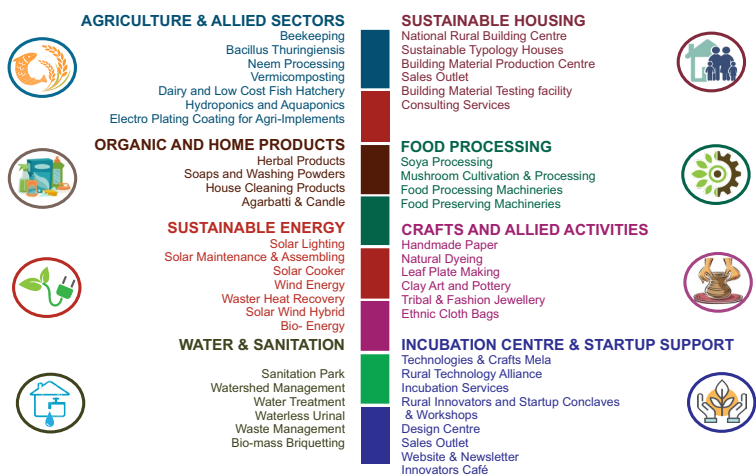 AGRICULTURE & ALLIED SECTORS
Beekeeping
Bacillus Thuringiensis
Neem Processing
Vermicomposting
Dairy and Low Cost Fish Hatchery
Hydroponics and Aquaponics
Electro Plating Coating for Agri-Implements
SUSTAINABLE HOUSING
National Rural Building Centre
Sustainable Typology Houses
Building Material Production Centre
Sales Outlet
Building Material Testing facility
Consulting Services
ORGANIC AND HOME PRODUCTS
Herbal Products
Soaps and Washing Powders
House Cleaning Products
Agarbatti & Candle
FOOD PROCESSING
Soya Processing
Mushroom Cultivation & Processing
Food Processing Machineries
Food Preserving Machineries
SUSTAINABLE ENERGY
Solar Lighting
Solar Maintenance & Assembling
Solar Cooker
Wind Energy
Waster Heat Recovery
Solar Wind Hybrid
Bio- Energy
CRAFTS AND ALLIED ACTIVITIES
Handmade Paper
Natural Dyeing
Leaf Plate Making
Clay Art and Pottery
Tribal & Fashion Jewellery
Ethnic Cloth Bags
WATER & SANITATION
Sanitation Park
Watershed Management
Water Treatment
Waterless Urinal
Waste Management
Bio-mass Briquetting
INCUBATION CENTRE & STARTUP SUPPORT
Technologies & Crafts Mela
Rural Technology Alliance
Incubation Services
Rural Innovators and Startup Conclaves
& Workshops
Design Centre
Sales Outlet
Website & Newsletter
Innovators Café